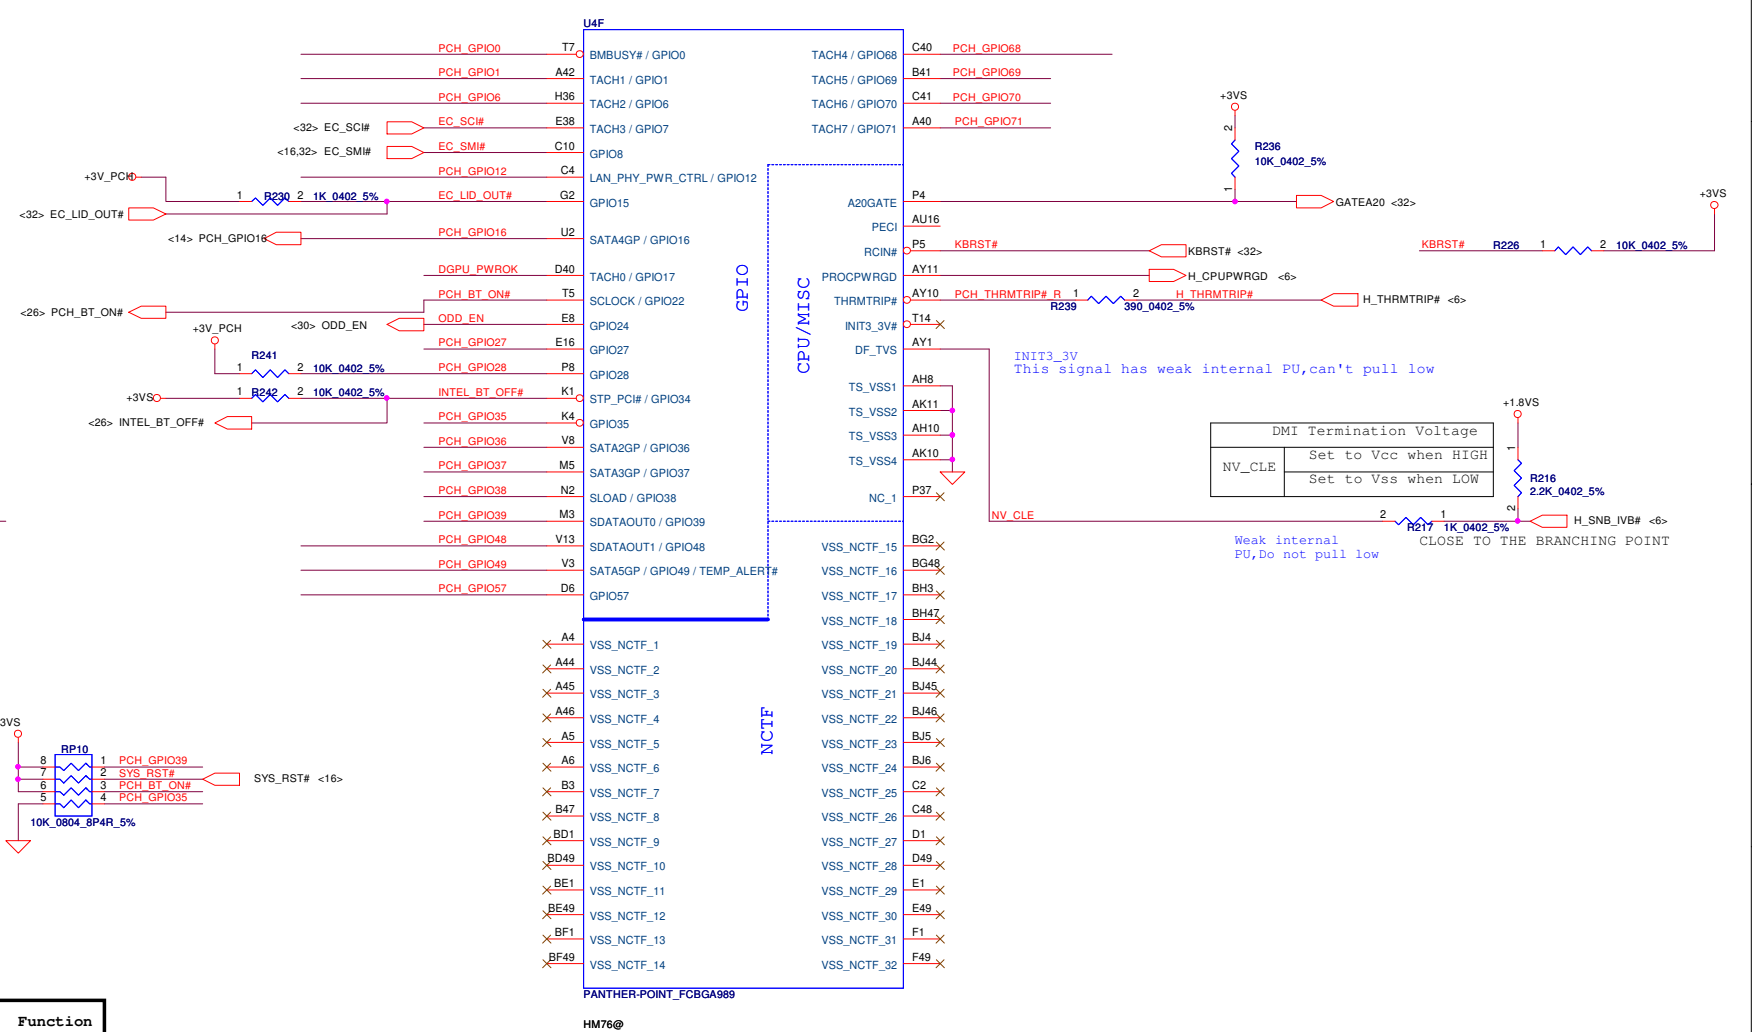 U4F
PCH_GPIO0 T7 BMBUSY# / GPIO0 TACH4 / GPIO68 C40 PCH_GPIO68
PCH_GPIO1 A42 TACH1 / GPIO1 TACH5 / GPIO69 B41 PCH_GPIO69
PCH_GPIO6 H36 TACH2 / GPIO6 TACH6 / GPIO70 C41 PCH_GPIO70
+3VS
<32> EC_SCI# EC_SCI# E38 TACH3 / GPIO7 TACH7 / GPIO71 A40 PCH_GPIO71
2
<16,32> EC_SMI# EC_SMI# C10 GPIO8
R236
10K_0402_5%
+3V_PCH PCH_GPIO12 C4 LAN_PHY_PWR_CTRL / GPIO12
1
1 R230 2 1K_0402_5% EC_LID_OUT# G2 GPIO15 A20GATE P4 GATEA20 <32>
+3VS
<32> EC_LID_OUT#
PECI AU16
<14> PCH_GPIO16 PCH_GPIO16 U2 SATA4GP / GPIO16
RCIN# P5 KBRST# KBRST# <32>
KBRST# R226 1 2 10K_0402_5%
DGPU_PWROK D40 TACH0 / GPIO17 PROCPWRGD AY11 H_CPUPWRGD <6>
GPIO
CPU/MISC
<26> PCH_BT_ON# PCH_BT_ON# T5 SCLOCK / GPIO22 THRMTRIP# AY10 PCH_THRMTRIP#_R 1 R239 2 390_0402_5% H_THRMTRIP# H_THRMTRIP# <6>
<30> ODD_EN ODD_EN E8 GPIO24 INIT3_3V# T14
+3V_PCH
PCH_GPIO27 E16 GPIO27 DF_TVS AY1
INIT3_3V
This signal has weak internal PU,can't pull low
R241
1 2 10K_0402_5% PCH_GPIO28 P8 GPIO28
TS_VSS1 AH8
+3VS 1 R242 2 10K_0402_5% INTEL_BT_OFF# K1 STP_PCI# / GPIO34
TS_VSS2 AK11
+1.8VS
<26> INTEL_BT_OFF# PCH_GPIO35 K4 GPIO35
TS_VSS3 AH10
DMI Termination Voltage
PCH_GPIO36 V8 SATA2GP / GPIO36
TS_VSS4 AK10
NV_CLE
Set to Vcc when HIGH
Set to Vss when LOW
1
R216
2.2K_0402_5%
2
PCH_GPIO37 M5 SATA3GP / GPIO37
PCH_GPIO38 N2 SLOAD / GPIO38 NC_1 P37
PCH_GPIO39 M3 SDATAOUT0 / GPIO39
NV_CLE 2 R217 1 1K_0402_5% H_SNB_IVB# <6>
Weak internal
PU,Do not pull low
CLOSE TO THE BRANCHING POINT
PCH_GPIO48 V13 SDATAOUT1 / GPIO48 VSS_NCTF_15 BG2
PCH_GPIO49 V3 SATA5GP / GPIO49 / TEMP_ALERT# VSS_NCTF_16 BG48
PCH_GPIO57 D6 GPIO57 VSS_NCTF_17 BH3
VSS_NCTF_18 BH47
A4 VSS_NCTF_1 VSS_NCTF_19 BJ4
A44 VSS_NCTF_2 VSS_NCTF_20 BJ44
A45 VSS_NCTF_3 VSS_NCTF_21 BJ45
A46 VSS_NCTF_4 VSS_NCTF_22 BJ46
NCTF
A5 VSS_NCTF_5 VSS_NCTF_23 BJ5
A6 VSS_NCTF_6 VSS_NCTF_24 BJ6
B3 VSS_NCTF_7 VSS_NCTF_25 C2
B47 VSS_NCTF_8 VSS_NCTF_26 C48
BD1 VSS_NCTF_9 VSS_NCTF_27 D1
BD49 VSS_NCTF_10 VSS_NCTF_28 D49
BE1 VSS_NCTF_11 VSS_NCTF_29 E1
BE49 VSS_NCTF_12 VSS_NCTF_30 E49
BF1 VSS_NCTF_13 VSS_NCTF_31 F1
BF49 VSS_NCTF_14 VSS_NCTF_32 F49
3VS
RP10
8 1 PCH_GPIO39
7 2 SYS_RST# SYS_RST# <16>
6 3 PCH_BT_ON#
5 4 PCH_GPIO35
10K_0804_8P4R_5%
PANTHER-POINT_FCBGA989
HM76@
Function